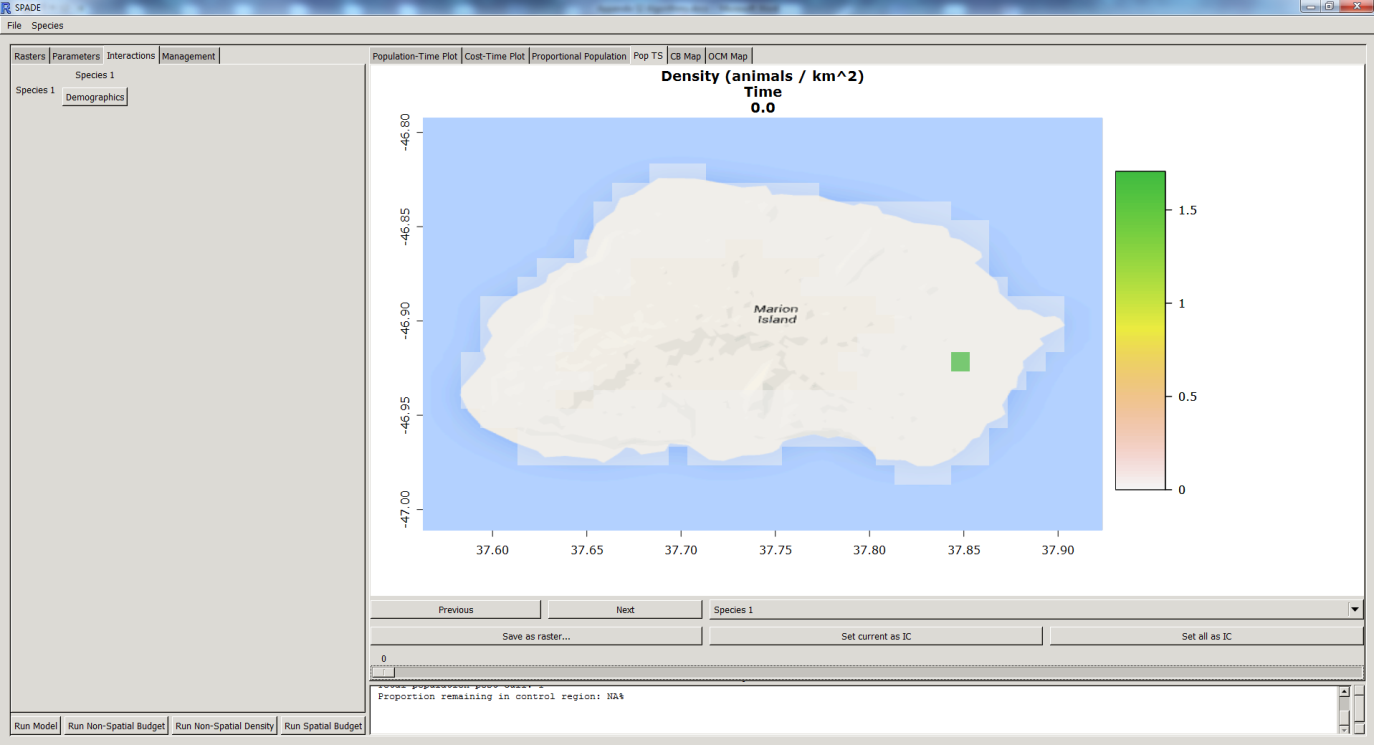 SPADE
File Species
Rasters Parameters Interactions Management
Species 1
Species 1 Demographics
Population-Time Plot Cost-Time Plot Proportional Population Pop TS CB Map OCM Map
Density (animals / km^2)
Time
0.0
-46.80
-46.85
-46.90
-46.95
-47.00
Marion
Island
37.60 37.65 37.70 37.75 37.80 37.85 37.90
1.5
1
0.5
0
Previous Next Species 1
Save as raster... Set current as IC Set all as IC
0
Proportion remaining in control region: NA%
Run Model Run Non-Spatial Budget Run Non-Spatial Density Run Spatial Budget